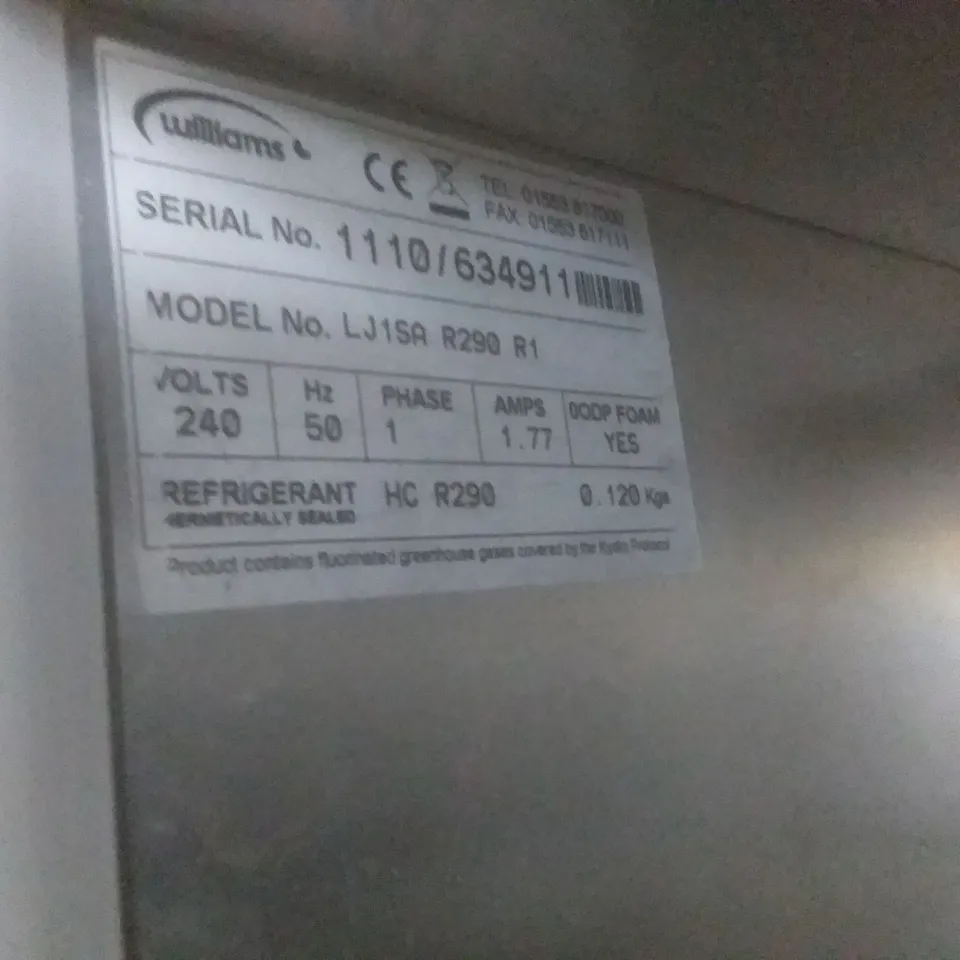 williams
CE
TEL 01553 817000
FAX 01553 817111
SERIAL No. 1110/634911
MODEL No. LJ1SA R290 R1
VOLTS Hz PHASE AMPS 0ODP FOAM
240 50 1 1.77 YES
REFRIGERANT HC R290 0.120 Kgs
HERMETICALLY SEALED
Product contains fluorinated greenhouse gases covered by the Kyoto Protocol